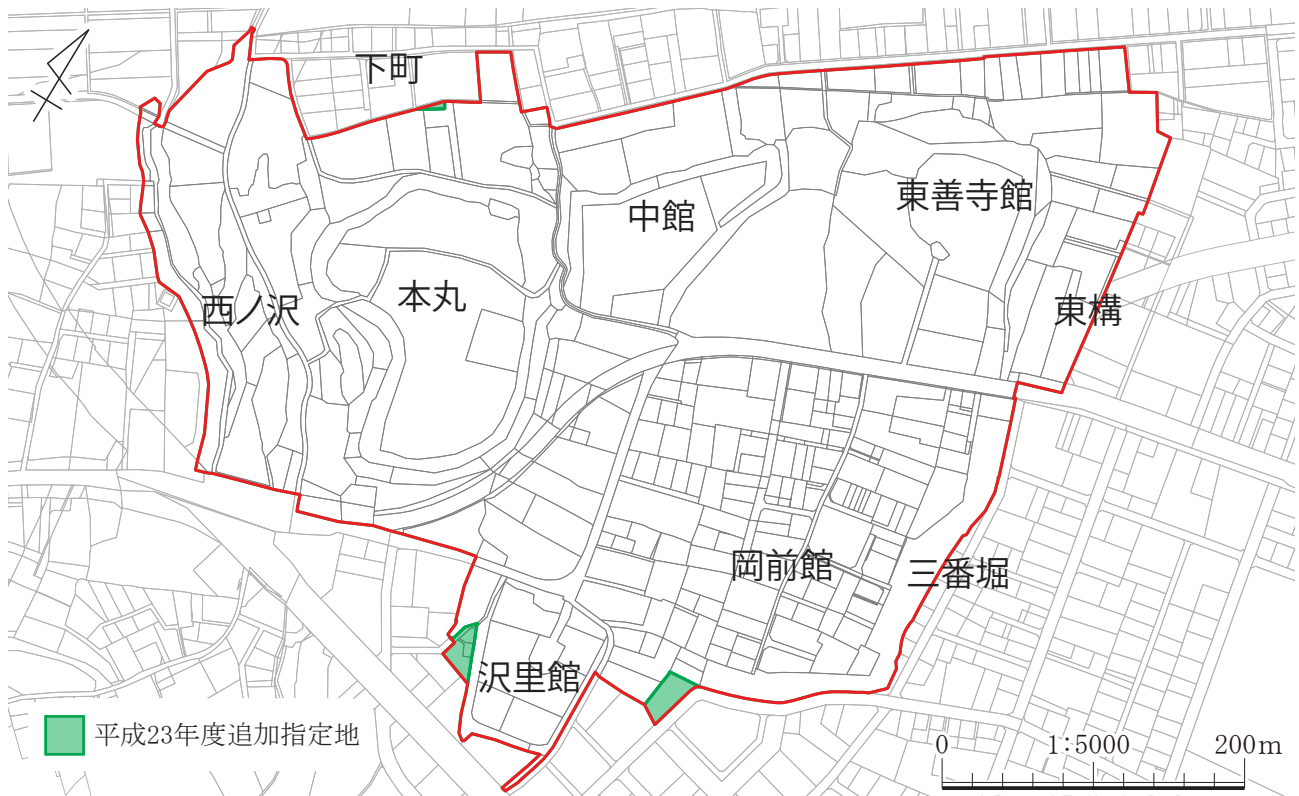 下町
東善寺館
中館
本丸
西ノ沢
東構
岡前館
三番堀
沢里館
平成23年度追加指定地
0 1:5000 200m